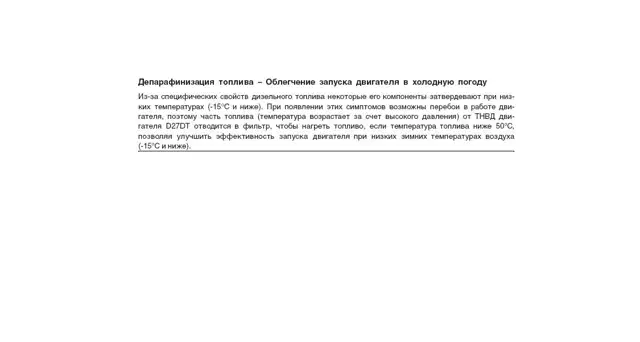 Депарафинизация топлива – Облегчение запуска двигателя в холодную погоду
Из-за специфических свойств дизельного топлива некоторые его компоненты затвердевают при низ-
ких температурах (-15°С и ниже). При появлении этих симптомов возможны перебои в работе дви-
гателя, поэтому часть топлива (температура возрастает за счет высокого давления) от ТНВД дви-
гателя D27DT отводится в фильтр, чтобы нагреть топливо, если температура топлива ниже 50°С,
позволяя улучшить эффективность запуска двигателя при низких зимних температурах воздуха
(-15°С и ниже).